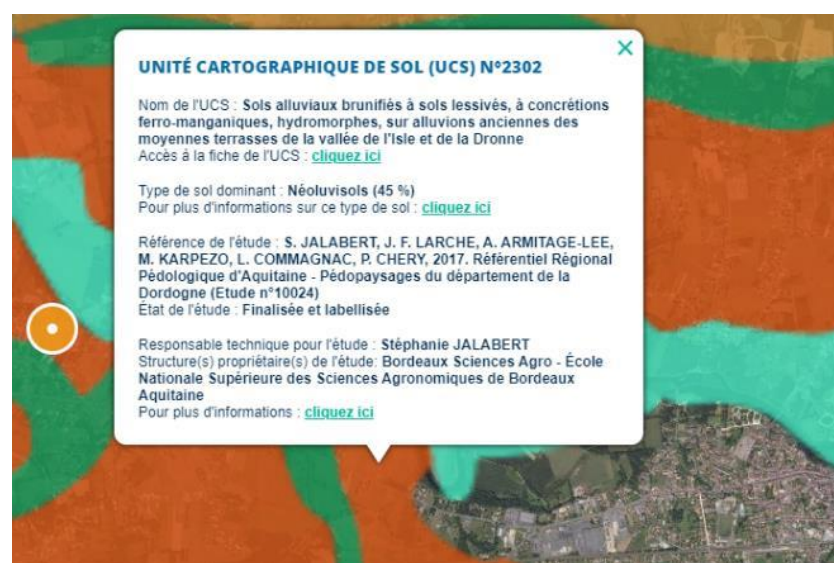 UNITÉ CARTOGRAPHIQUE DE SOL (UCS) N°2302
Nom de l'UCS : Sols alluviaux brunifiés à sols lessivés, à concrétions
ferro-manganiques, hydromorphes, sur alluvions anciennes des
moyennes terrasses de la vallée de l'Isle et de la Dronne
Accès à la fiche de l'UCS : cliquez ici
Type de sol dominant : Néoluvisols (45 %)
Pour plus d'informations sur ce type de sol : cliquez ici
Référence de l'étude : S. JALABERT, J. F. LARCHE, A. ARMITAGE-LEE,
M. KARPEZO, L. COMMAGNAC, P. CHERY, 2017. Référentiel Régional
Pédologique d'Aquitaine - Pédopaysages du département de la
Dordogne (Etude n°10024)
État de l'étude : Finalisée et labellisée
Responsable technique pour l'étude : Stéphanie JALABERT
Structure(s) propriétaire(s) de l'étude: Bordeaux Sciences Agro - École
Nationale Supérieure des Sciences Agronomiques de Bordeaux
Aquitaine
Pour plus d'informations : cliquez ici